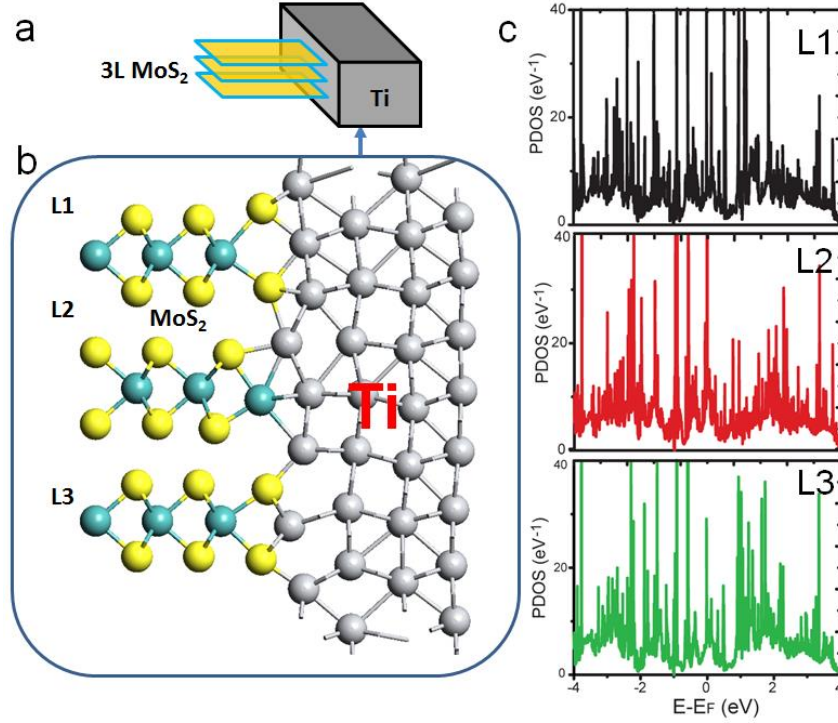 a
3L MoS2
Ti
b
L1
L2
MoS2
Ti
L3
c
L1
40
20
0
PDOS (eV-1)
L2
40
20
0
PDOS (eV-1)
L3
40
20
0
PDOS (eV-1)
-4 -2 0 2 4
E-EF (eV)